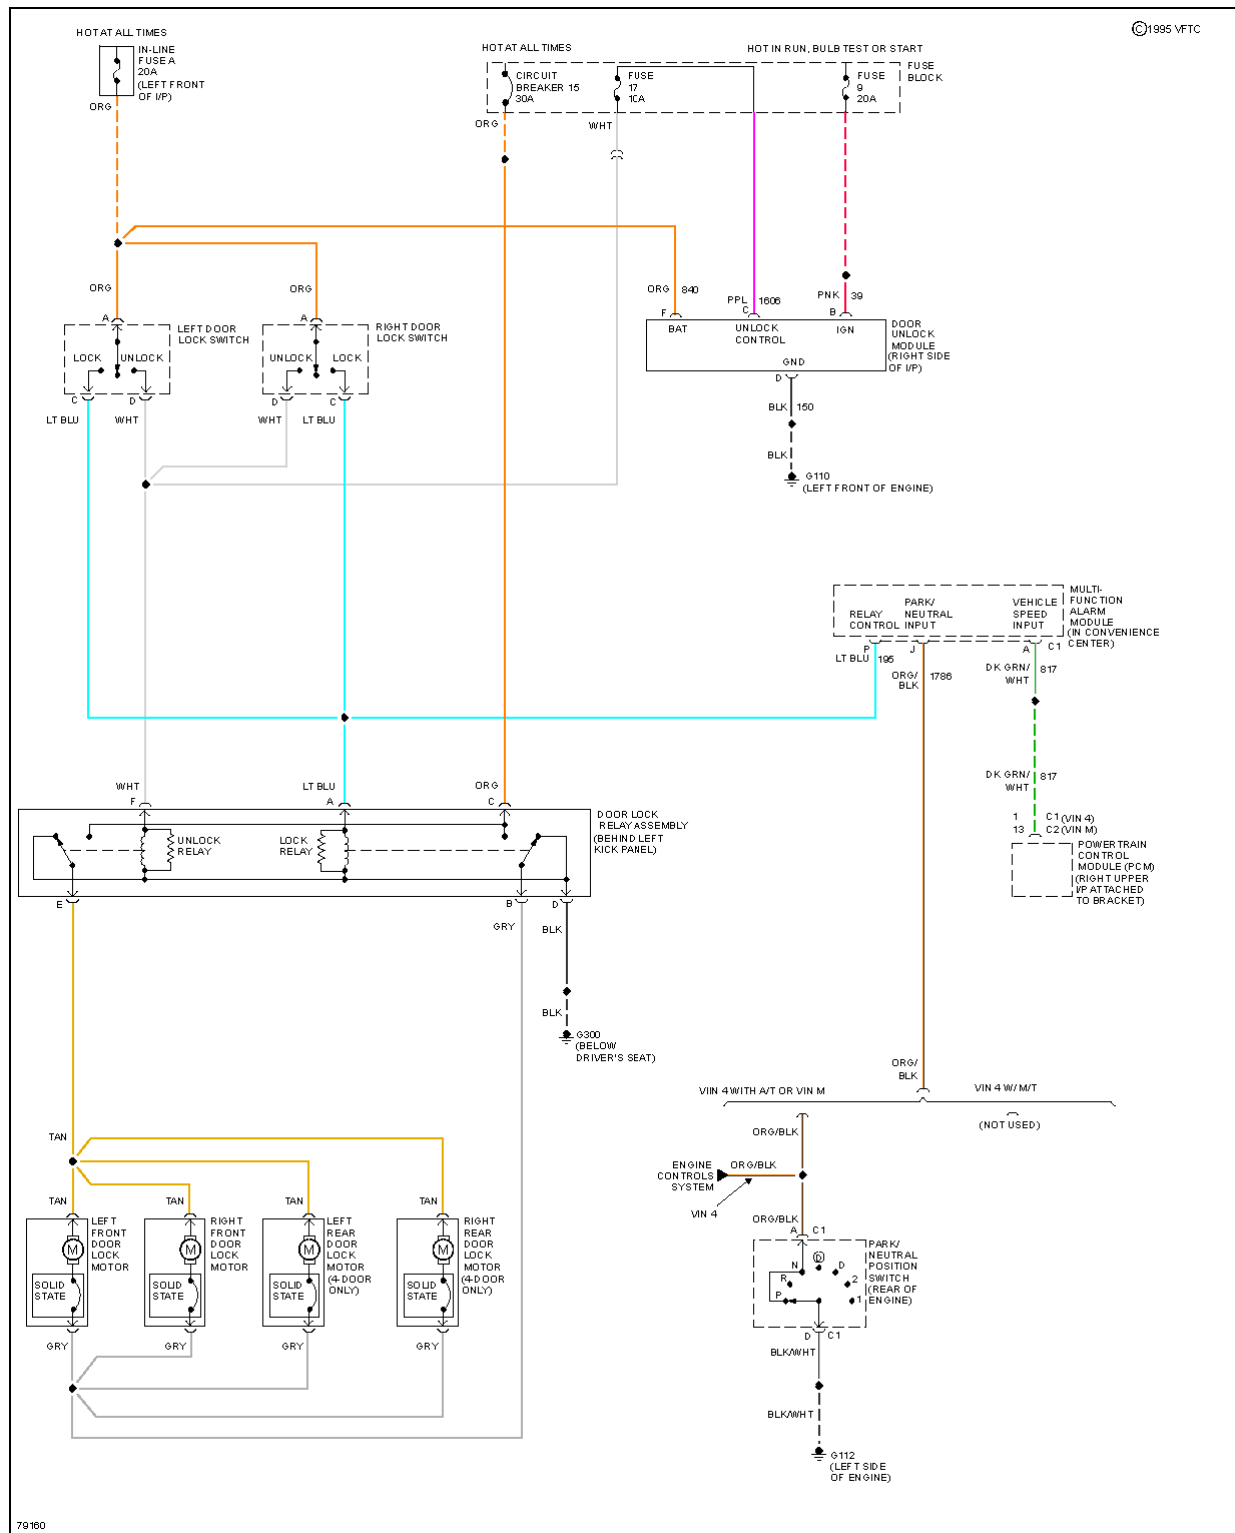 © 1995 VFTC
HOT AT ALL TIMES
IN-LINE
FUSE A
20A
(LEFT FRONT
OF I/P)
ORG
HOT AT ALL TIMES
HOT IN RUN, BULB TEST OR START
CIRCUIT
BREAKER 15
30A
FUSE
17
10A
FUSE
9
20A
FUSE
BLOCK
ORG
WHT
ORG
ORG
ORG 840
PPL 1606
PNK 39
F
C
B
BAT
UNLOCK
CONTROL
IGN
GND
DOOR
UNLOCK
MODULE
(RIGHT SIDE
OF I/P)
D
BLK 150
BLK
G110
(LEFT FRONT OF ENGINE)
A
LEFT DOOR
LOCK SWITCH
LOCK
UNLOCK
C
D
LT BLU
WHT
A
RIGHT DOOR
LOCK SWITCH
UNLOCK
LOCK
D
C
WHT
LT BLU
RELAY
CONTROL
PARK/
NEUTRAL
INPUT
VEHICLE
SPEED
INPUT
MULTI-
FUNCTION
ALARM
MODULE
(IN CONVENIENCE
CENTER)
P
J
A
C1
LT BLU 195
ORG/
BLK
1786
DK GRN/
WHT
817
DK GRN/
WHT
817
1 C1 (VIN 4)
13 C2 (VIN M)
POWERTRAIN
CONTROL
MODULE (PCM)
(RIGHT UPPER
I/P ATTACHED
TO BRACKET)
WHT
LT BLU
ORG
F
A
C
UNLOCK
RELAY
LOCK
RELAY
DOOR LOCK
RELAY ASSEMBLY
(BEHIND LEFT
KICK PANEL)
E
B
D
GRY
BLK
BLK
G300
(BELOW
DRIVER'S SEAT)
ORG/
BLK
VIIN 4 WITH A/T OR VIN M
VIN 4 W/ M/T
(NOT USED)
ORG/BLK
ENGINE
CONTROLS
SYSTEM
ORG/BLK
VIN 4
ORG/BLK
A C1
PARK/
NEUTRAL
POSITION
SWITCH
(REAR OF
ENGINE)
P
R
N
D
D
2
1
D C1
BLK/WHT
BLK/WHT
G112
(LEFT SIDE
OF ENGINE)
TAN
TAN
TAN
TAN
TAN
LEFT
FRONT
DOOR
LOCK
MOTOR
M
SOLID
STATE
RIGHT
FRONT
DOOR
LOCK
MOTOR
M
SOLID
STATE
LEFT
REAR
DOOR
LOCK
MOTOR
(4-DOOR
ONLY)
M
SOLID
STATE
RIGHT
REAR
DOOR
LOCK
MOTOR
(4-DOOR
ONLY)
M
SOLID
STATE
GRY
GRY
GRY
GRY
79160